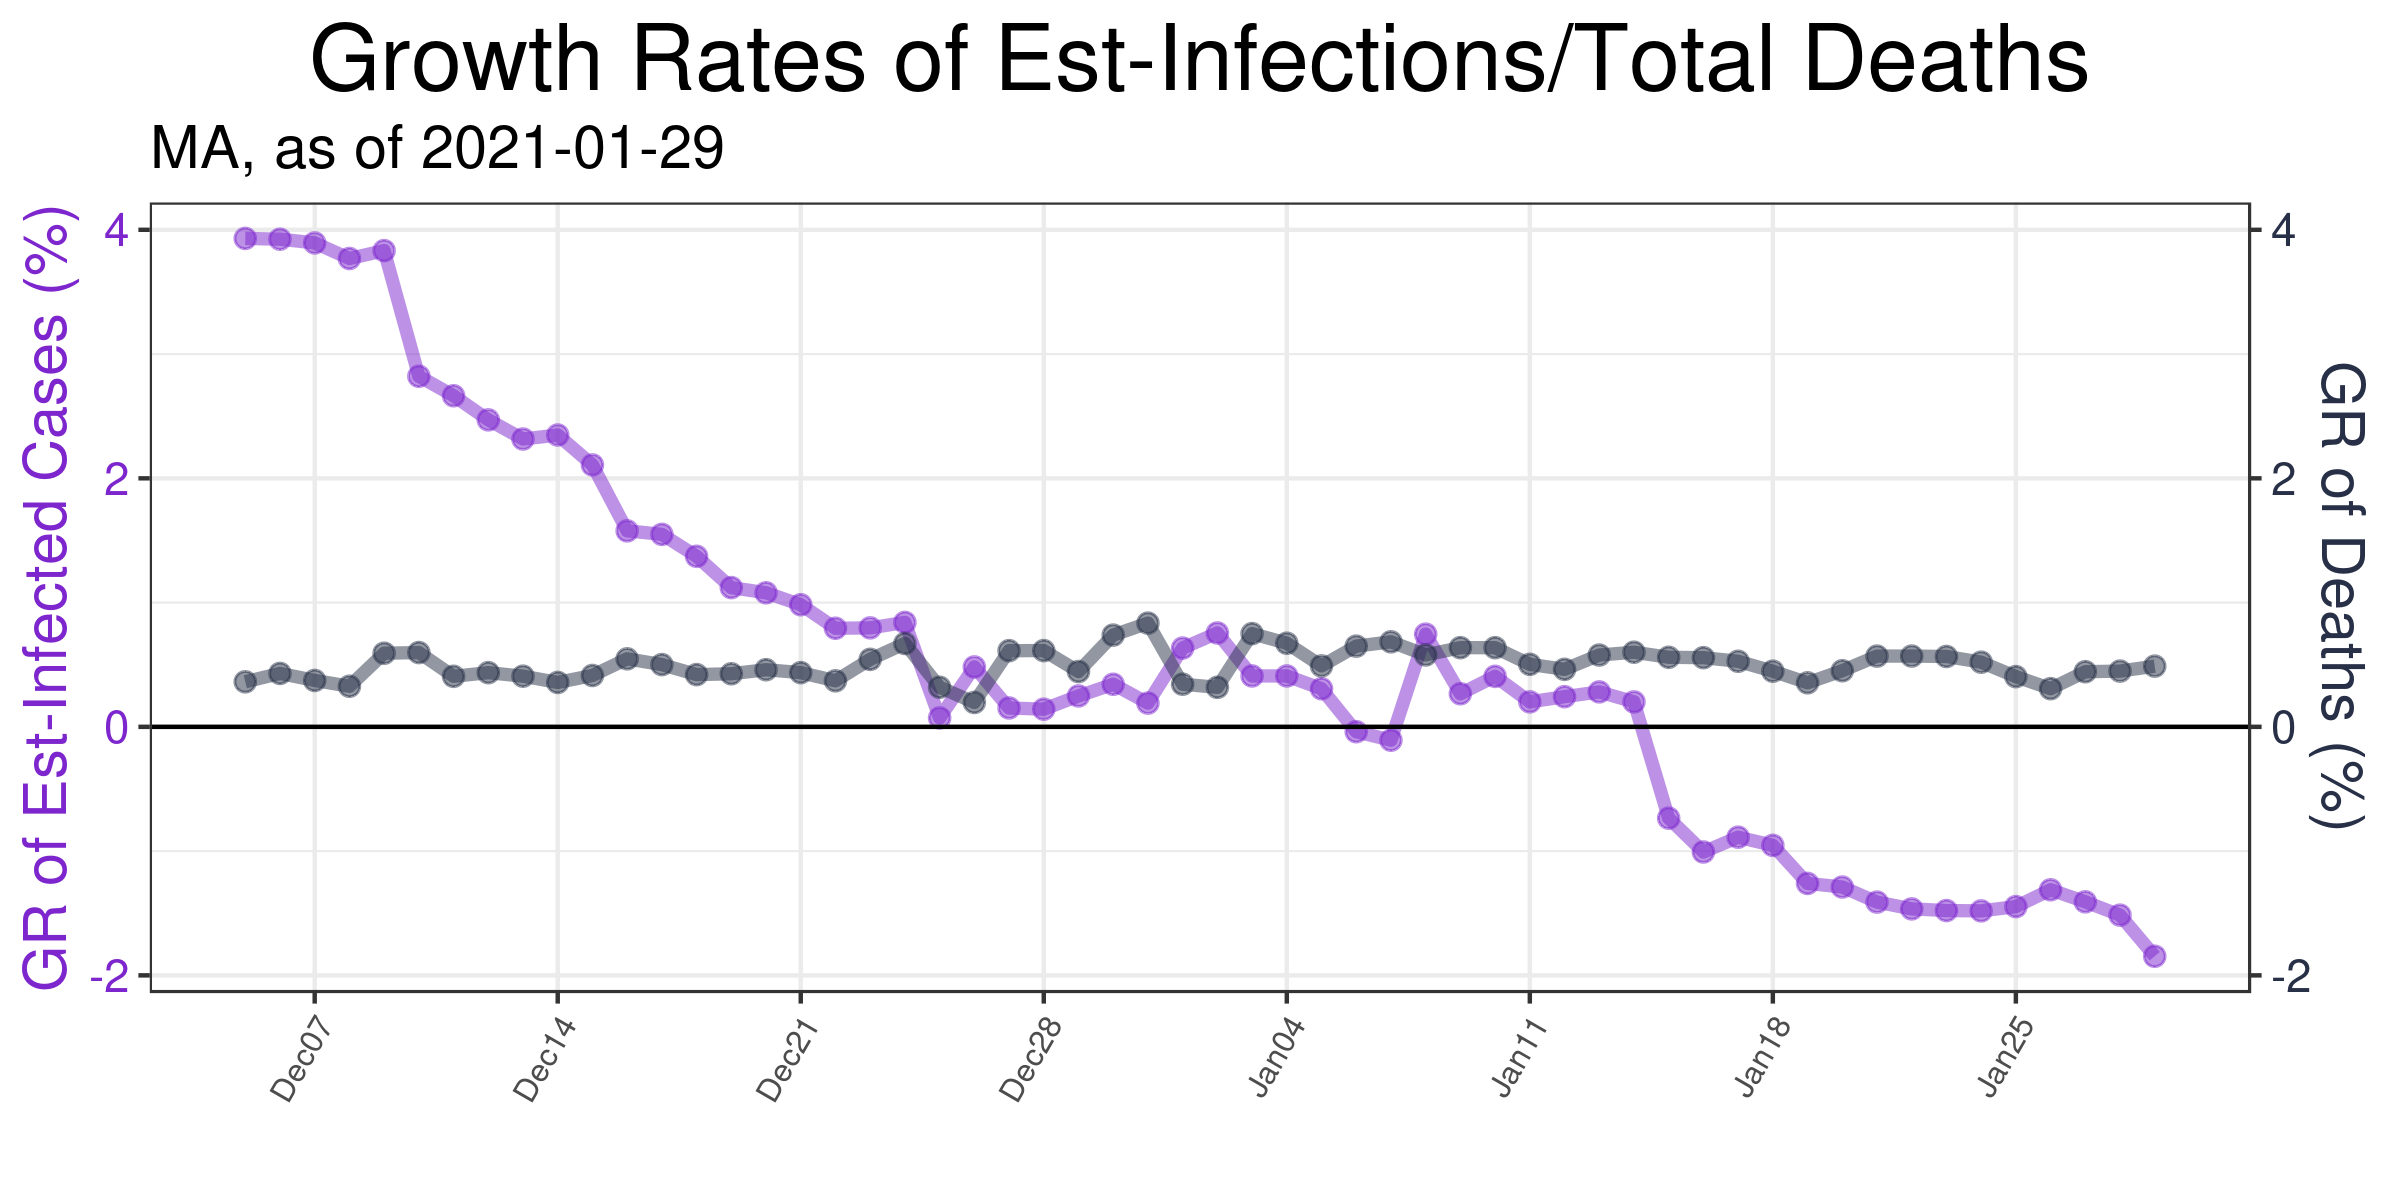 Growth Rates of Est-Infections/Total Deaths
MA, as of 2021-01-29
GR of Est-Infected Cases (%)
4
2
0
-2
4
2
0
-2
GR of Deaths (%)
Dec07
Dec14
Dec21
Dec28
Jan04
Jan11
Jan18
Jan25